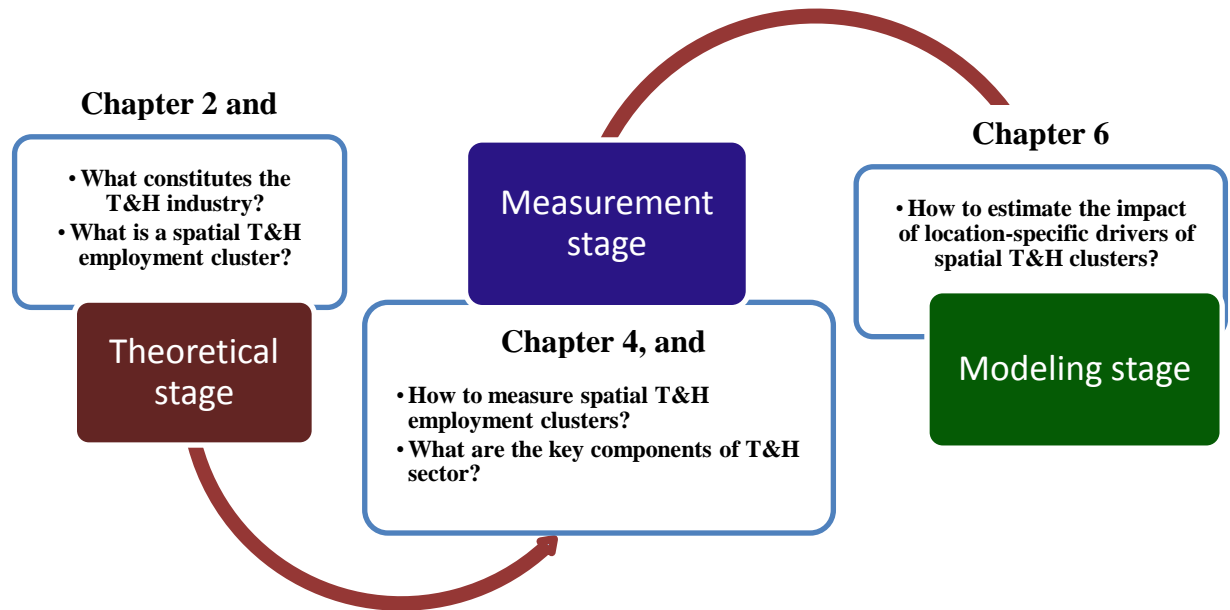 Chapter 2 and
• What constitutes the
T&H industry?
• What is a spatial T&H
employment cluster?
Theoretical
stage
Measurement
stage
Chapter 4, and
• How to measure spatial T&H
employment clusters?
• What are the key components of T&H
sector?
Chapter 6
• How to estimate the impact
of location-specific drivers of
spatial T&H clusters?
Modeling stage